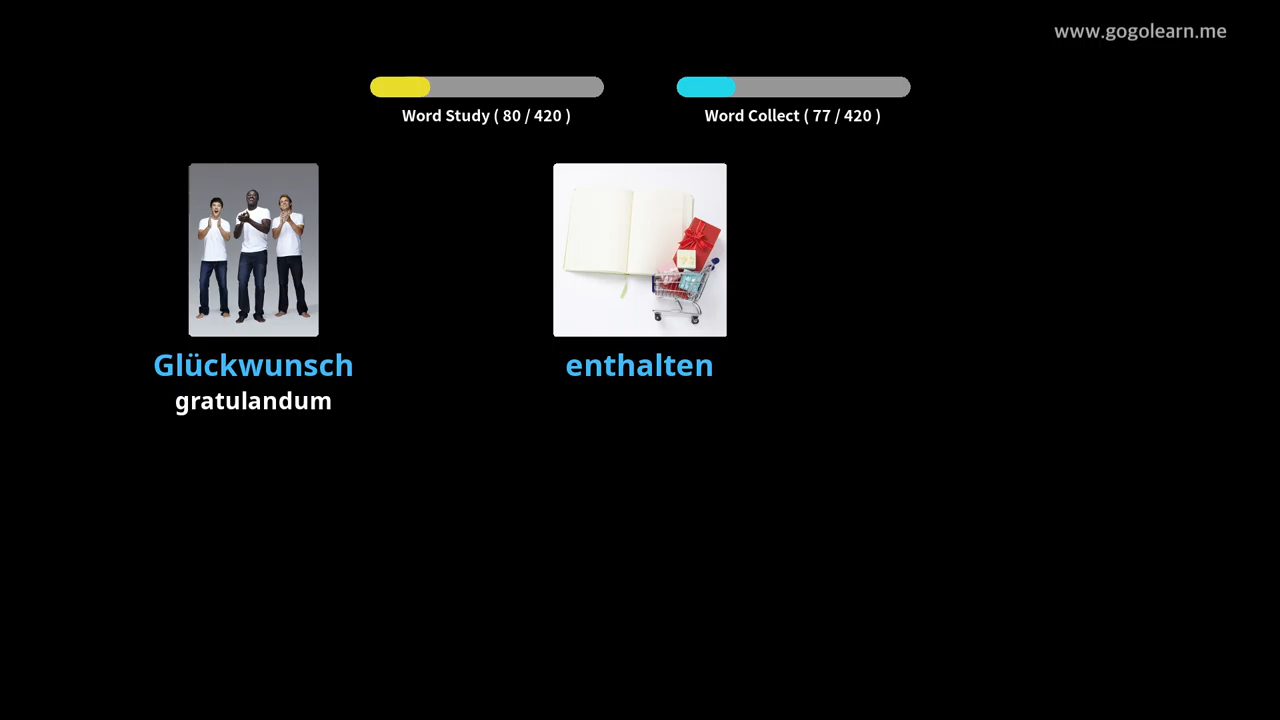 www.gogolearn.me
Word Study ( 80 / 420 )
Word Collect ( 77 / 420 )
Glückwunsch
enthalten
gratulandum